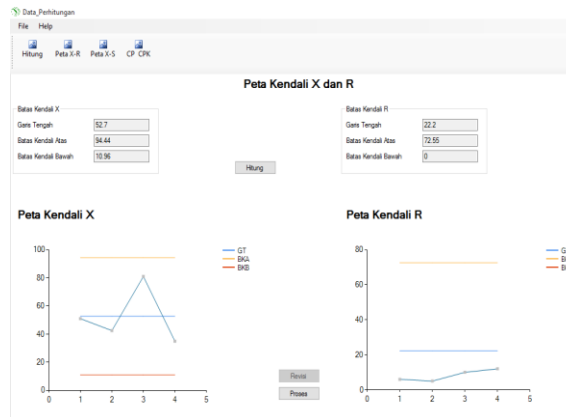 Data_Perhitungan
File Help
Hitung Peta X-R Peta X-S CP CPK
Peta Kendali X dan R
Batas Kendali X
Garis Tengah 52.7
Batas Kendali Atas 94.44
Batas Kendali Bawah 10.96
Hitung
Batas Kendali R
Garis Tengah 22.2
Batas Kendali Atas 72.55
Batas Kendali Bawah 0
Peta Kendali X
100
80
60
40
20
0
0 1 2 3 4 5
GT
BKA
BKB
Revisi
Proses
Peta Kendali R
80
60
40
20
0
0 1 2 3 4 5